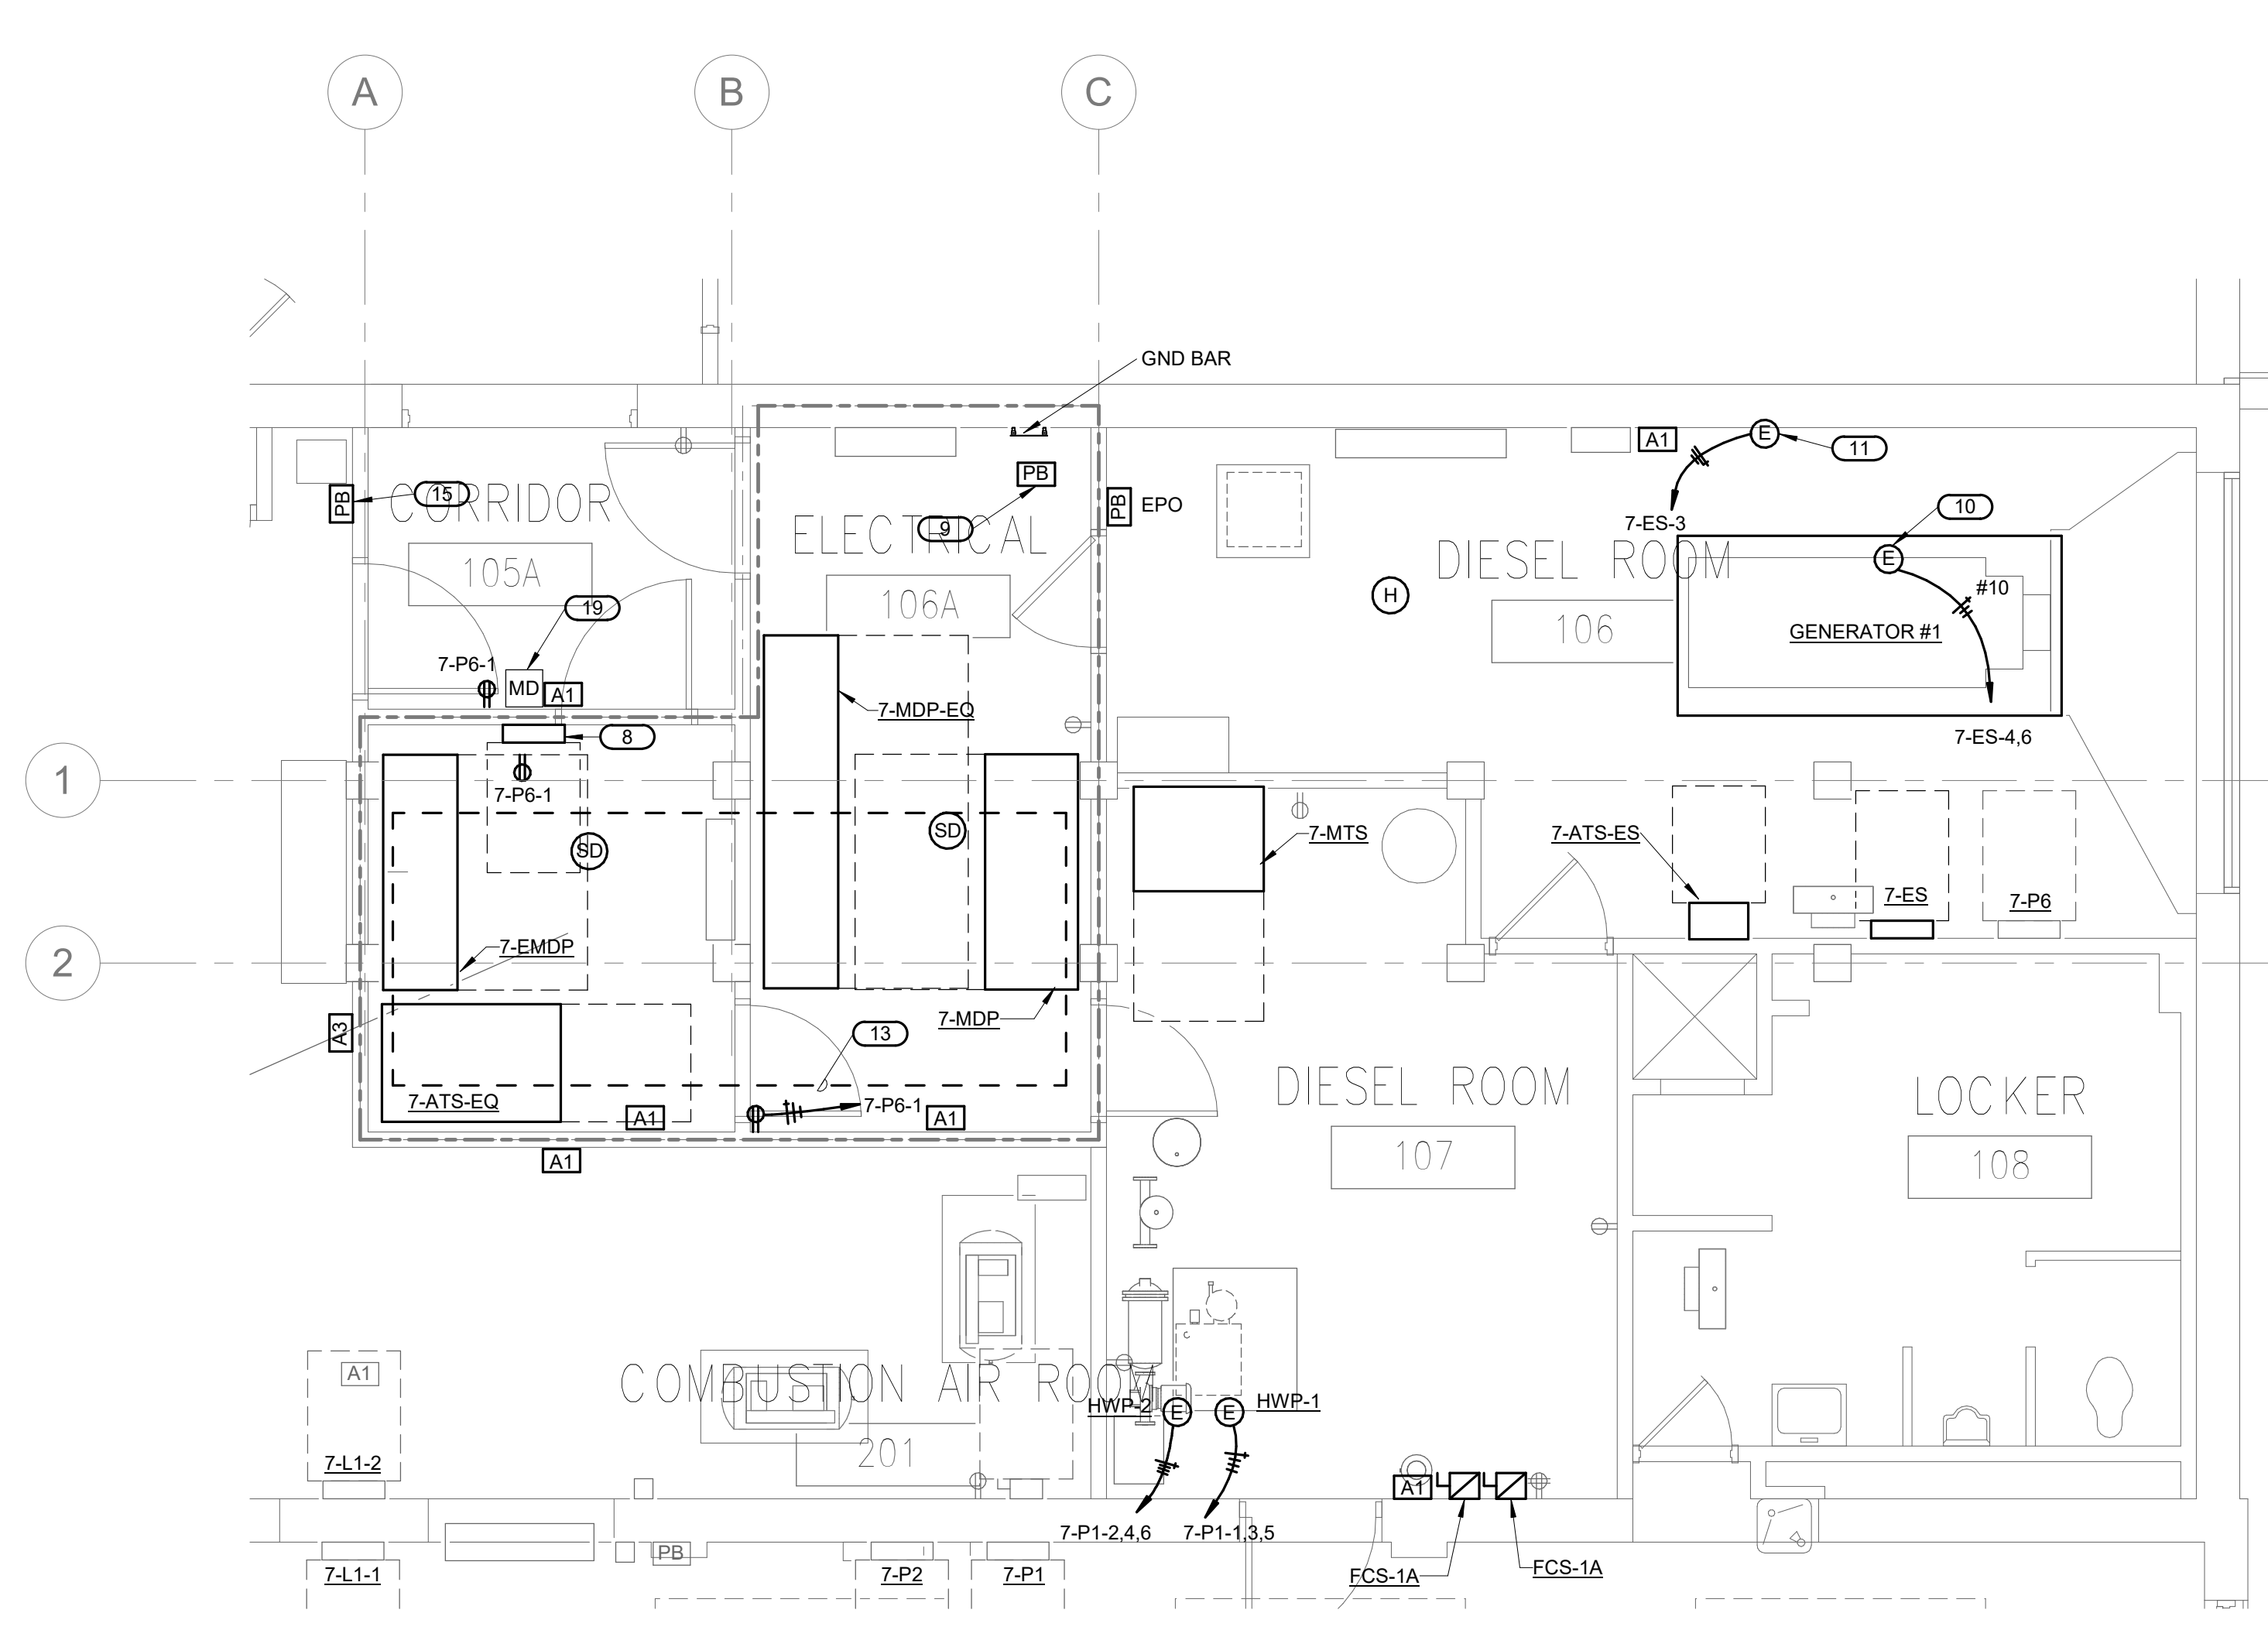 A
B
C
GND BAR
A1
E
11
PB
PB
15
CORRIDOR
PB
EPO
10
9
ELECTRICAL
7-ES-3
DIESEL ROOM
E
105A
106A
H
#10
19
106
GENERATOR #1
7-P6-1
MD
A1
7-MDP-EQ
8
7-ES-4,6
1
7-P6-1
SD
SD
7-MTS
7-ATS-ES
7-ES
7-P6
7-EMDP
2
7-MDP
13
A3
7-ATS-EQ
A1
7-P6-1
A1
DIESEL ROOM
LOCKER
A1
107
108
A1
COMBUSTION AIR ROOM
HWP-2
E
E
HWP-1
7-L1-2
201
A1
7-P1-2,4,6
7-P1-1,3,5
PB
7-L1-1
7-P2
7-P1
FCS-1A
FCS-1A